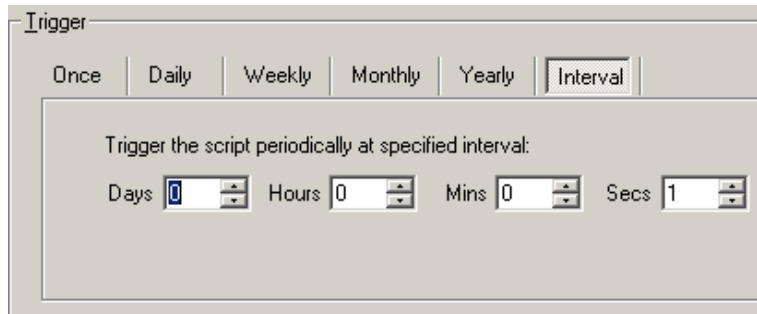 Trigger
Once Daily Weekly Monthly Yearly Interval
Trigger the script periodically at specified interval:
Days 0 Hours 0 Mins 0 Secs 1